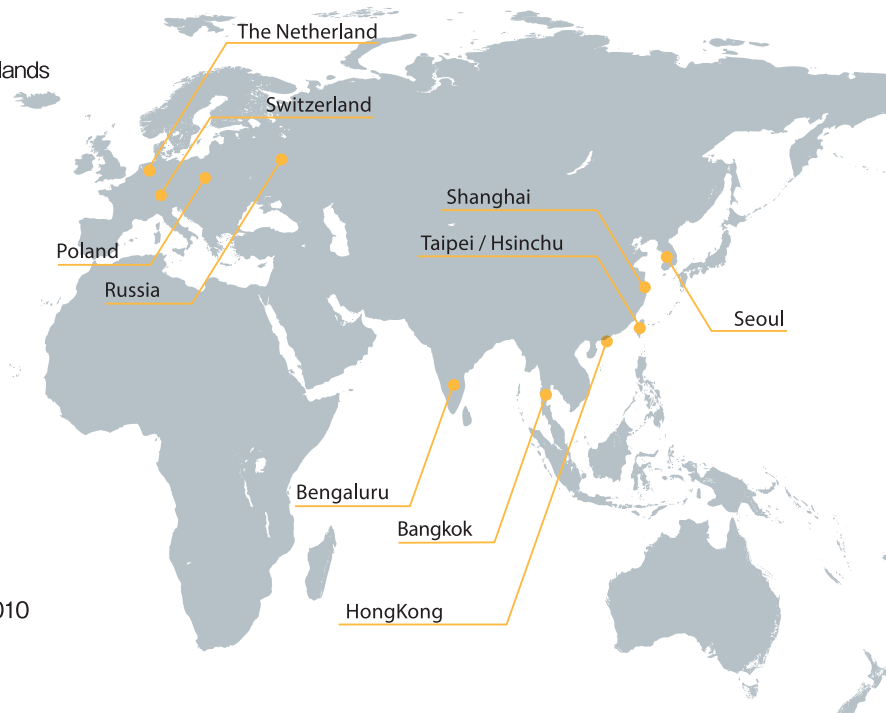 The Netherland
lands
Switzerland
Shanghai
Taipei / Hsinchu
Poland
Russia
Seoul
Bengaluru
Bangkok
HongKong
010